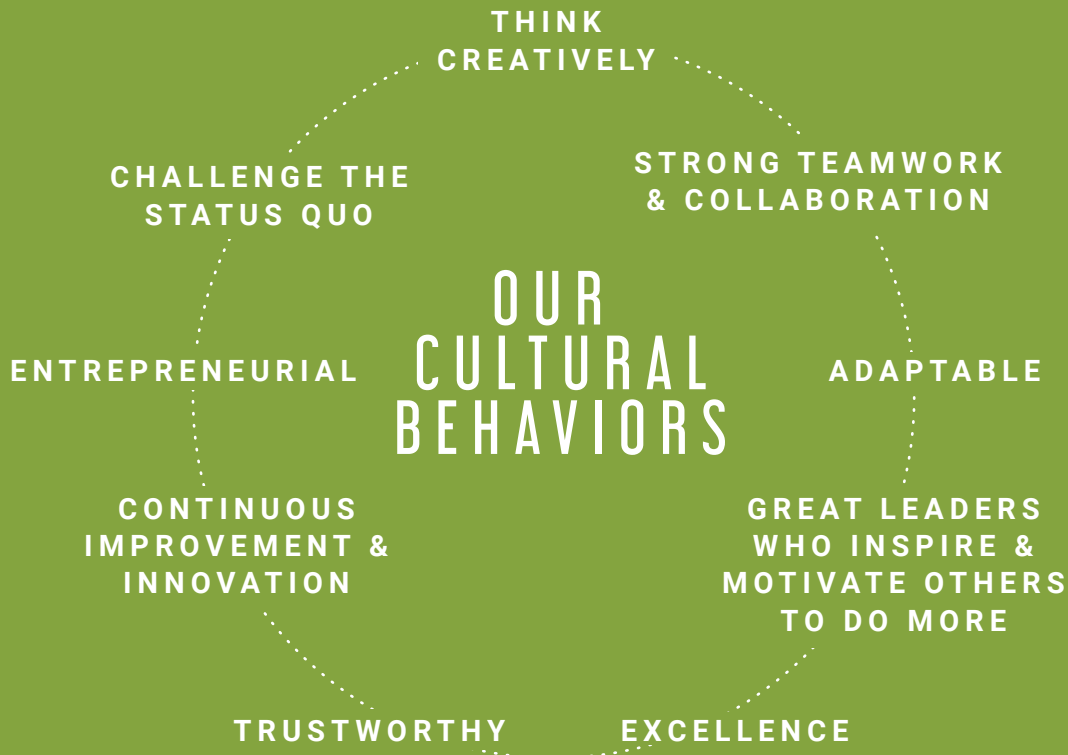 THINK
CREATIVELY
STRONG TEAMWORK
& COLLABORATION
ADAPTABLE
GREAT LEADERS
WHO INSPIRE &
MOTIVATE OTHERS
TO DO MORE
EXCELLENCE
TRUSTWORTHY
CONTINUOUS
IMPROVEMENT &
INNOVATION
ENTREPRENEURIAL
CHALLENGE THE
STATUS QUO
OUR
CULTURAL
BEHAVIORS